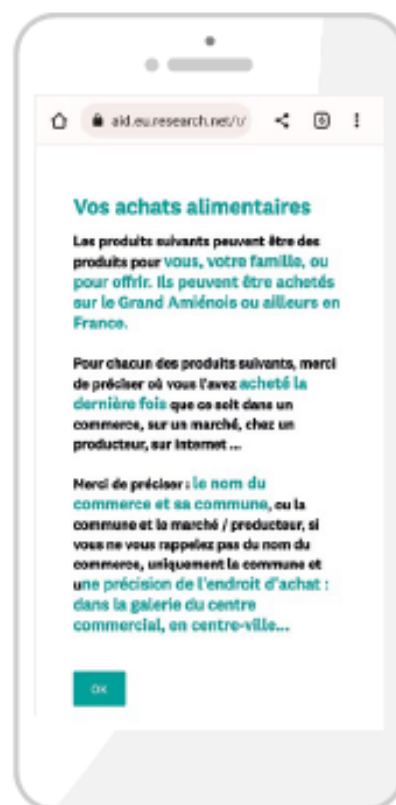 aid.eu.research.net/r/
Vos achats alimentaires
Les produits suivants peuvent être des
produits pour vous, votre famille, ou
pour offrir. Ils peuvent être achetés
sur le Grand Amiénois ou ailleurs en
France.
Pour chacun des produits suivants, merci
de préciser où vous l'avez acheté la
dernière fois que ce soit dans un
commerce, sur un marché, chez un
producteur, sur internet ...
Merci de préciser : le nom du
commerce et sa commune, ou la
commune et le marché / producteur, si
vous ne vous rappelez pas du nom du
commerce, uniquement la commune et
une précision de l'endroit d'achat :
dans la galerie du centre
commercial, en centre-ville...
OK